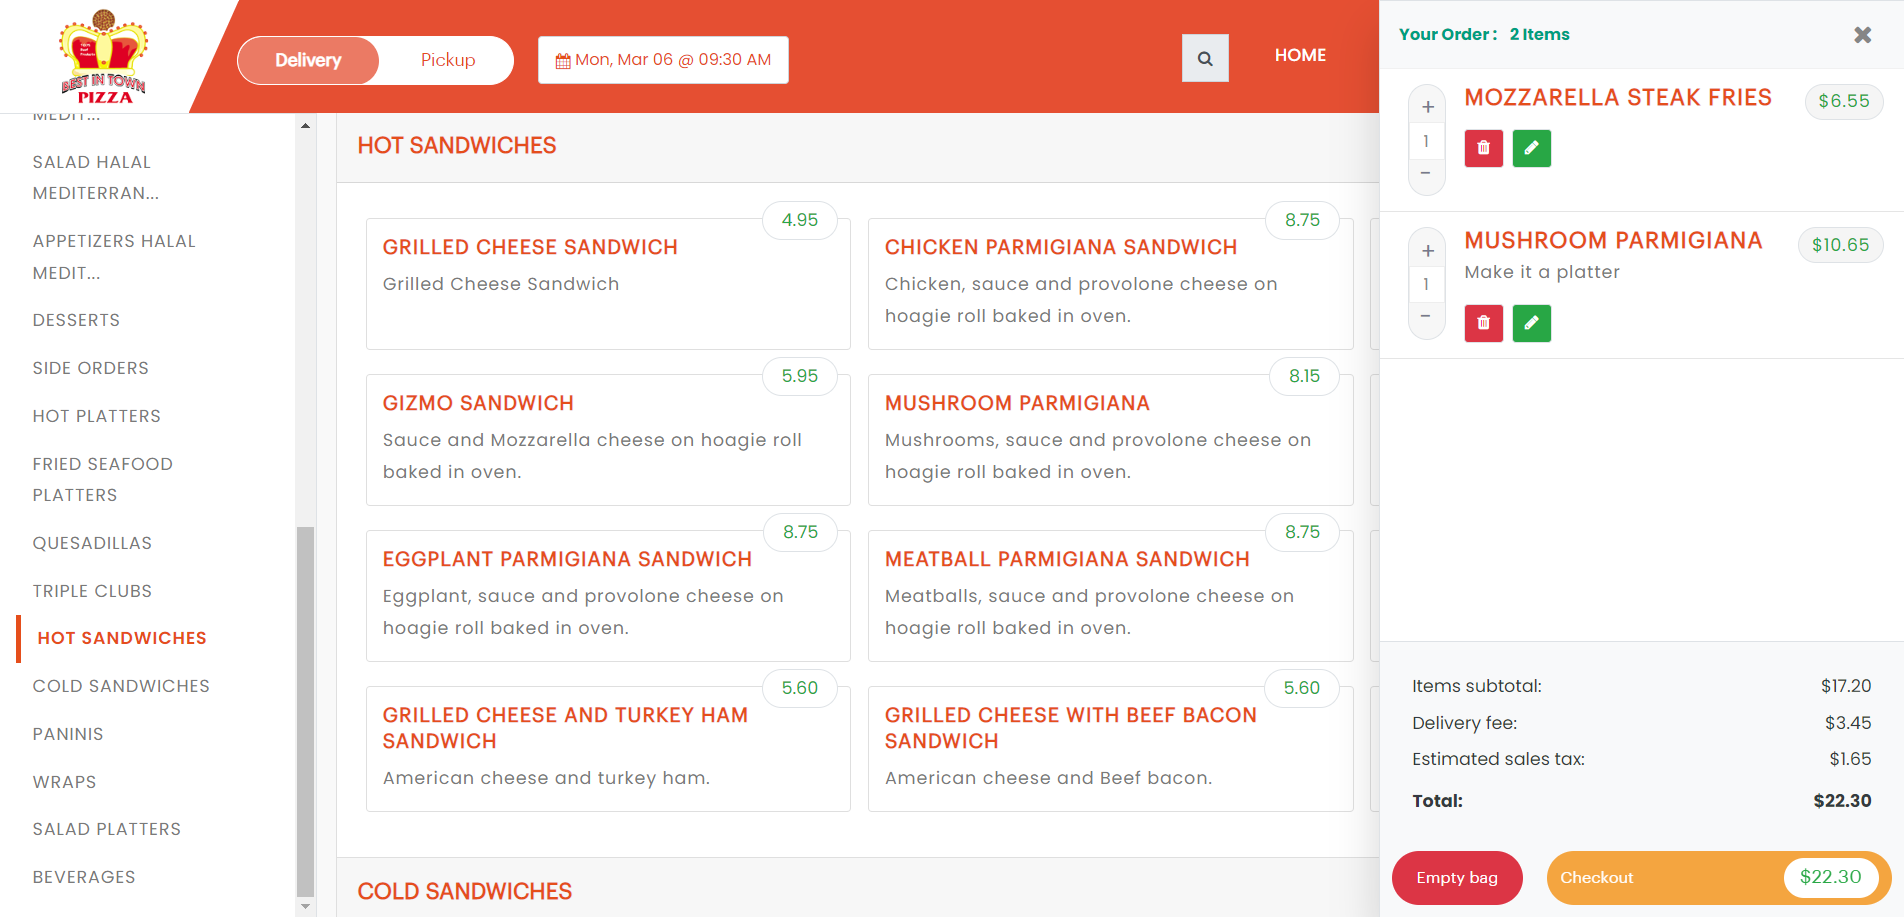 BEST IN TOWN
PIZZA
Delivery
Pickup
Mon, Mar 06 @ 09:30 AM
HOME
Your Order : 2 Items
MEDIT...
SALAD HALAL
MEDITERRAN...
APPETIZERS HALAL
MEDIT...
DESSERTS
SIDE ORDERS
HOT PLATTERS
FRIED SEAFOOD
PLATTERS
QUESADILLAS
TRIPLE CLUBS
HOT SANDWICHES
COLD SANDWICHES
PANINIS
WRAPS
SALAD PLATTERS
BEVERAGES
HOT SANDWICHES
4.95
GRILLED CHEESE SANDWICH
Grilled Cheese Sandwich
8.75
CHICKEN PARMIGIANA SANDWICH
Chicken, sauce and provolone cheese on
hoagie roll baked in oven.
5.95
GIZMO SANDWICH
Sauce and Mozzarella cheese on hoagie roll
baked in oven.
8.15
MUSHROOM PARMIGIANA
Mushrooms, sauce and provolone cheese on
hoagie roll baked in oven.
8.75
EGGPLANT PARMIGIANA SANDWICH
Eggplant, sauce and provolone cheese on
hoagie roll baked in oven.
8.75
MEATBALL PARMIGIANA SANDWICH
Meatballs, sauce and provolone cheese on
hoagie roll baked in oven.
5.60
GRILLED CHEESE AND TURKEY HAM
SANDWICH
American cheese and turkey ham.
5.60
GRILLED CHEESE WITH BEEF BACON
SANDWICH
American cheese and Beef bacon.
COLD SANDWICHES
+
1
−
MOZZARELLA STEAK FRIES
$6.55
+
1
−
MUSHROOM PARMIGIANA
$10.65
Make it a platter
Items subtotal: $17.20
Delivery fee: $3.45
Estimated sales tax: $1.65
Total: $22.30
Empty bag
Checkout $22.30